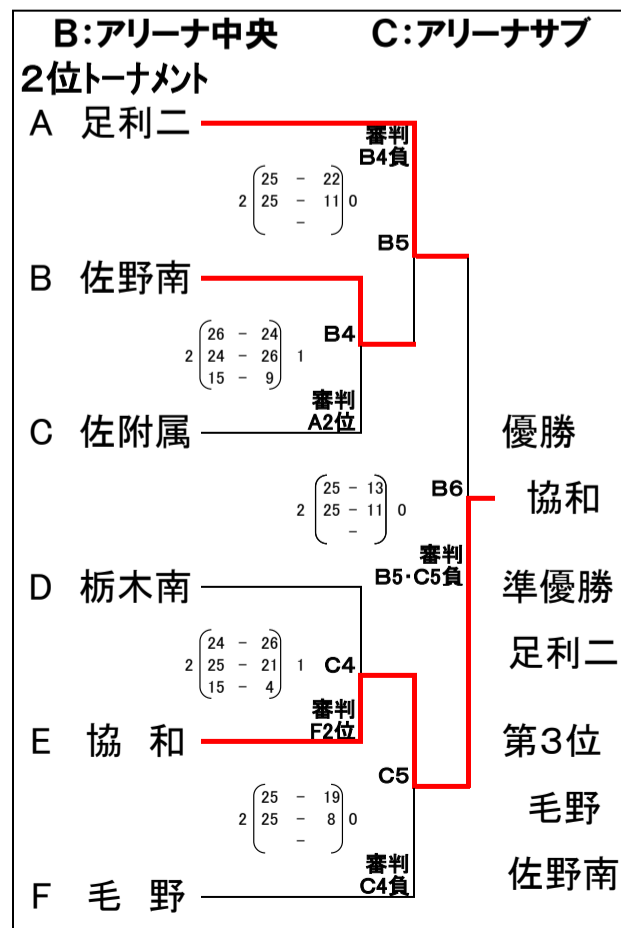 B:アリーナ中央　C:アリーナサブ
２位トーナメント
A 足利二
審判
B4負
2 25 - 22 0
25 - 11
-
B5
B 佐野南
B4
26 - 24
2 24 - 26 1
15 - 9
審判
A2位
C 佐附属
優勝
B6
25 - 13
2 25 - 11 0
-
協和
審判
B5・C5負
D 栃木南
準優勝
足利二
24 - 26
2 25 - 21 1
15 - 4
C4
審判
F2位
E 協 和
第３位
C5
25 - 19
2 25 - 8 0
-
毛野
審判
C4負
佐野南
F 毛 野